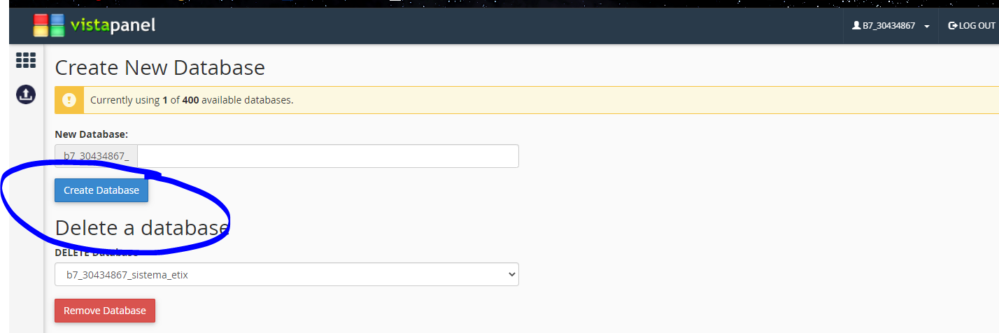 vistapanel
B7_30434867
LOG OUT
Create New Database
Currently using 1 of 400 available databases.
New Database:
b7_30434867_
Create Database
Delete a database
DELETE Database
b7_30434867_sistema_etix
Remove Database